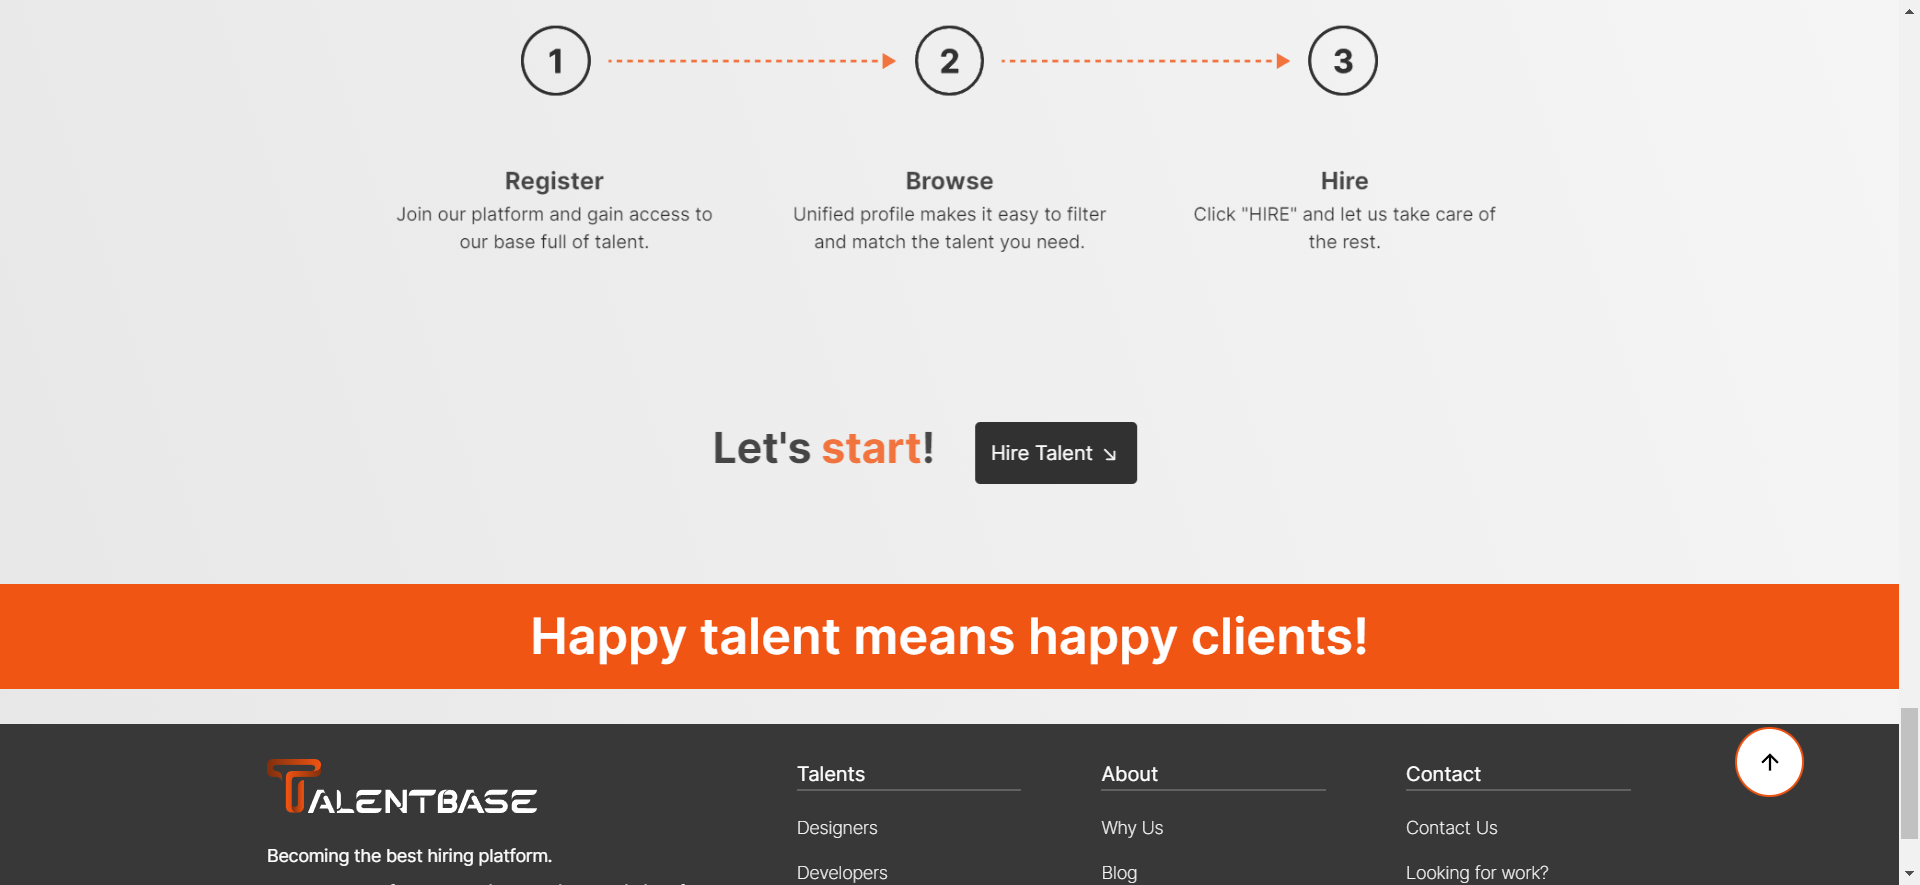 1
2
3
Register
Join our platform and gain access to
our base full of talent.
Browse
Unified profile makes it easy to filter
and match the talent you need.
Hire
Click "HIRE" and let us take care of
the rest.
Let's start!
Hire Talent
Happy talent means happy clients!
TALENTBASE
Becoming the best hiring platform.
Talents
Designers
Developers
About
Why Us
Blog
Contact
Contact Us
Looking for work?